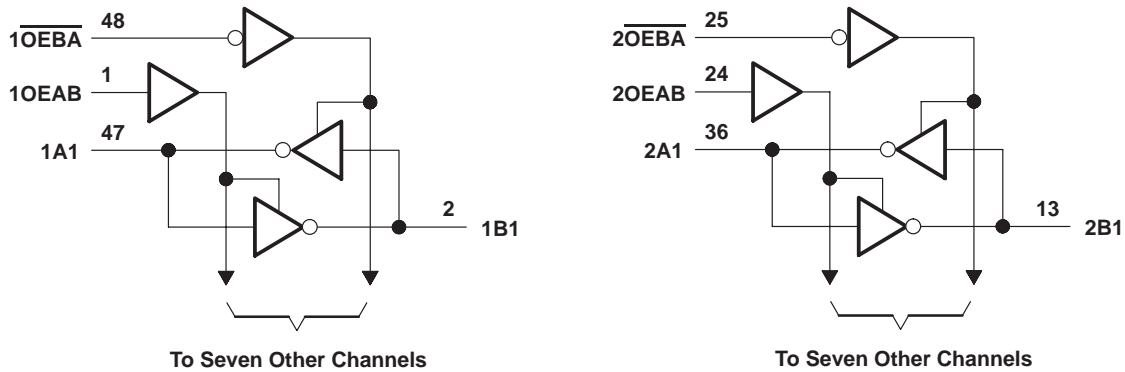 48
1OEBA
1
1OEAB
47
1A1
2
1B1
To Seven Other Channels
25
2OEBA
24
2OEAB
36
2A1
13
2B1
To Seven Other Channels